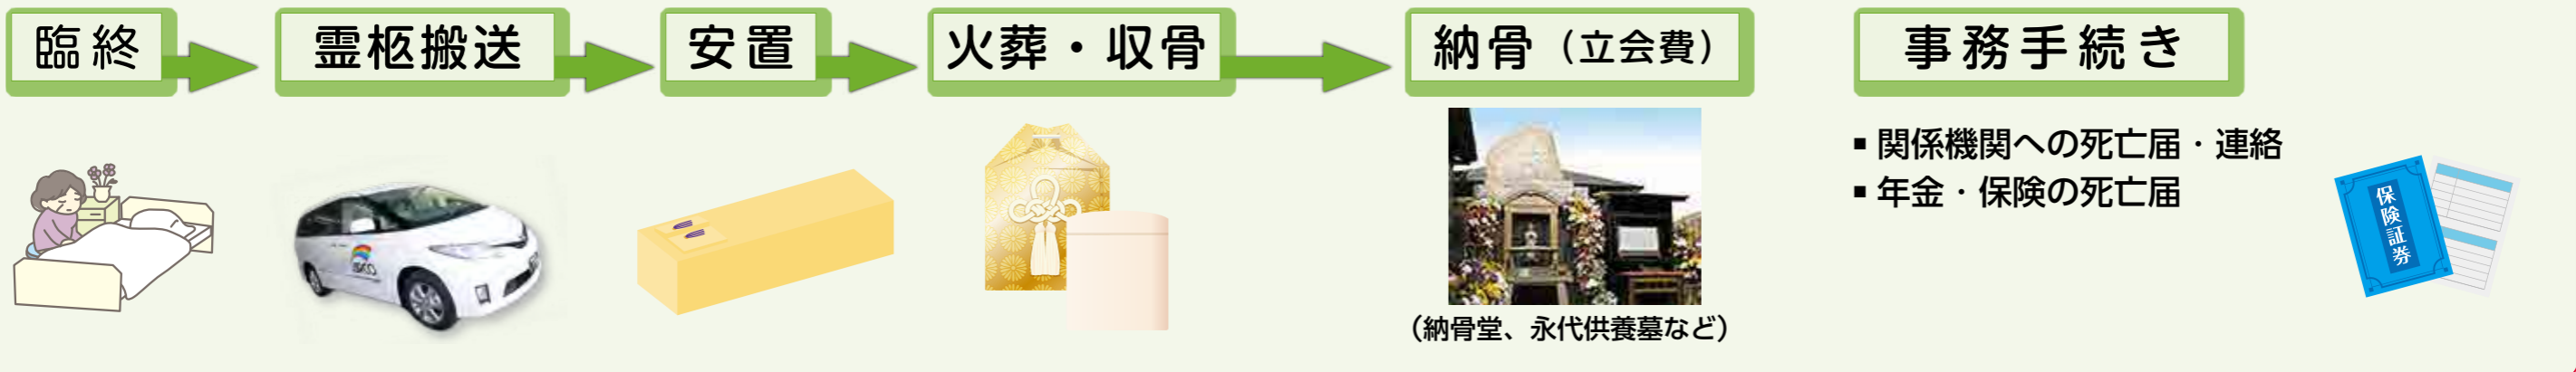 臨終
霊柩搬送
安置
火葬・収骨
納骨（立会費）
事務手続き
（納骨堂、永代供養墓など）
▪関係機関への死亡届・連絡
▪年金・保険の死亡届
保険証券